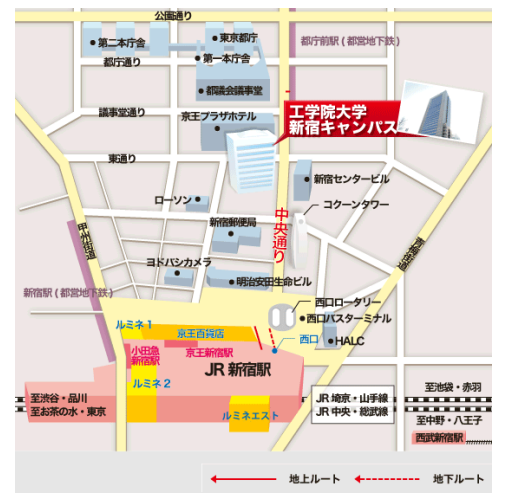 公園通り
第二本庁舎
東京都庁
都庁前駅(都営地下鉄)
都庁通り
第一本庁舎
都議会議事堂
議事堂通り
京王プラザホテル
工学院大学
新宿キャンパス
東通り
新宿センタービル
ローソン
コクーンタワー
中央通り
新宿郵便局
甲州街道
青梅街道
ヨドバシカメラ
明治安田生命ビル
新宿駅(都営地下鉄)
西口ロータリー
西口バスターミナル
ルミネ1
京王百貨店
西口
HALC
小田急
新宿駅
京王新宿駅
JR 新宿駅
ルミネ2
至渋谷・品川
至お茶の水・東京
ルミネエスト
JR 埼京・山手線
JR 中央・総武線
至池袋・赤羽
至中野・八王子
西武新宿駅
地上ルート
地下ルート